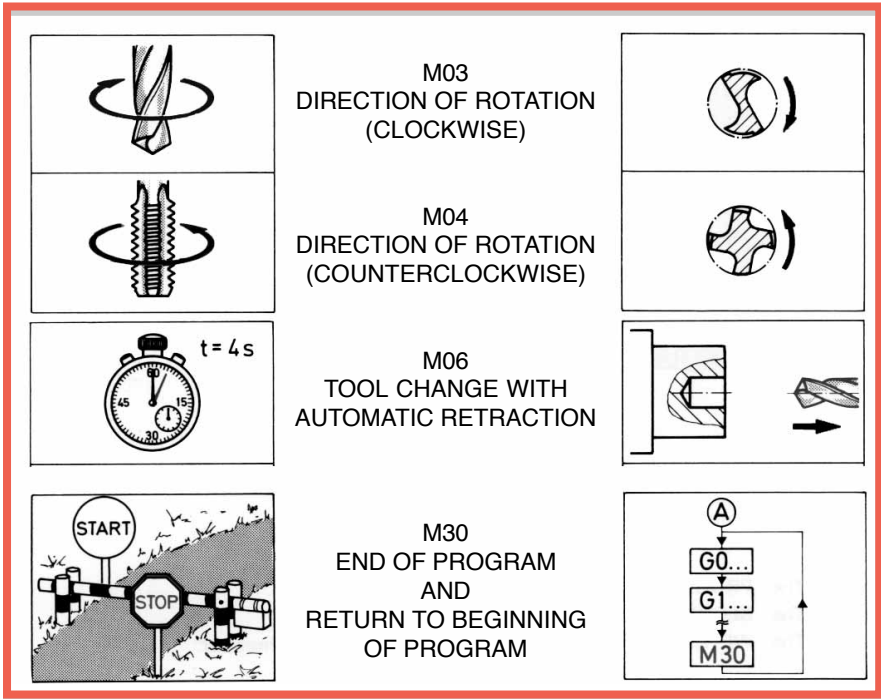 M03
DIRECTION OF ROTATION
(CLOCKWISE)
M04
DIRECTION OF ROTATION
(COUNTERCLOCKWISE)
t = 4 s
60
45
15
30
M06
TOOL CHANGE WITH
AUTOMATIC RETRACTION
START
STOP
M30
END OF PROGRAM
AND
RETURN TO BEGINNING
OF PROGRAM
A
G0...
G1...
M30